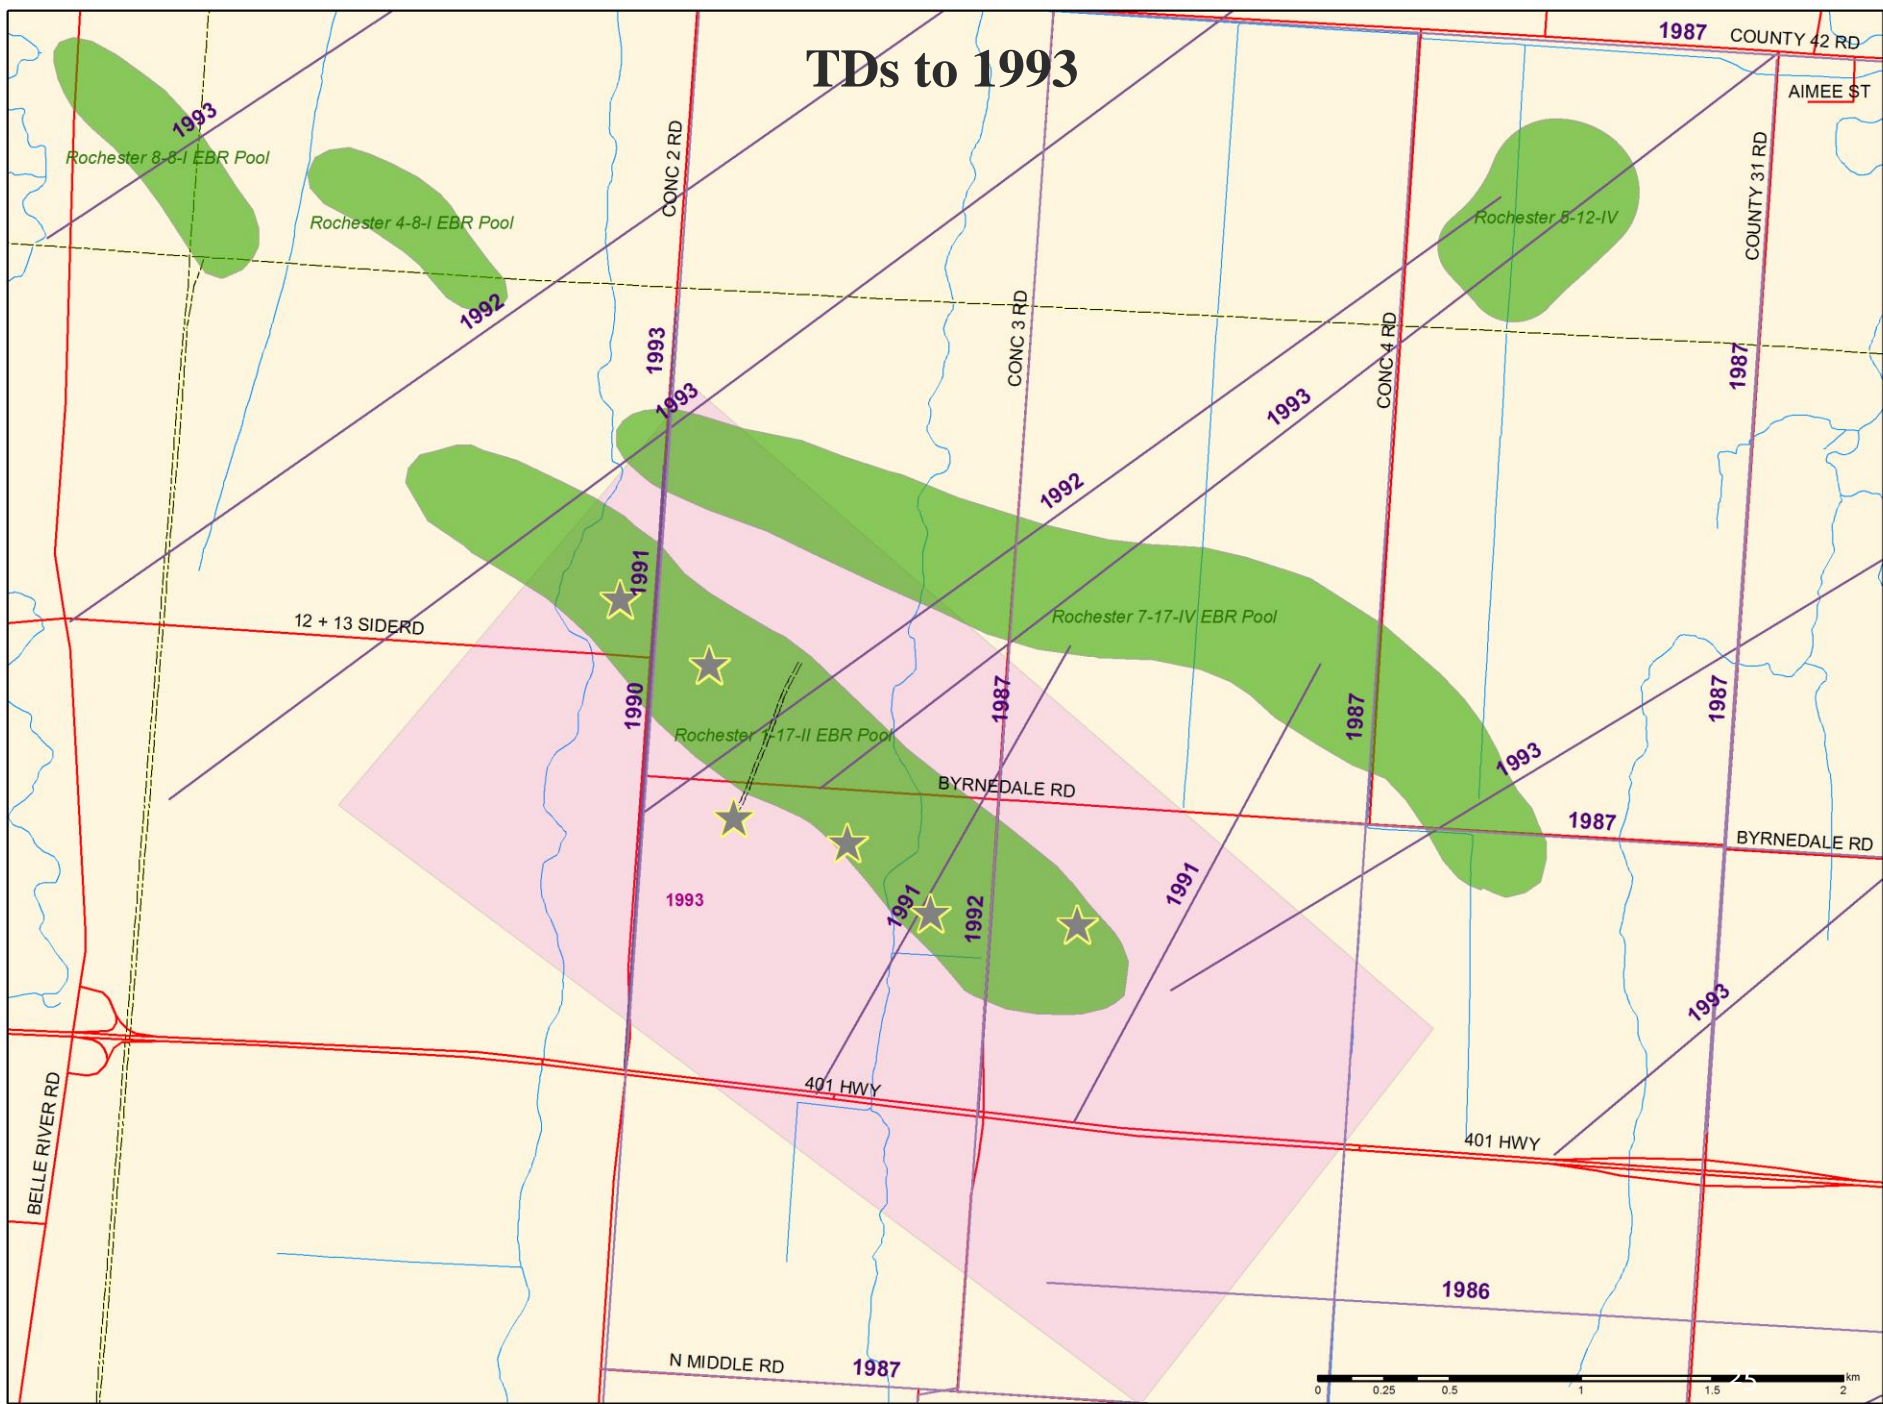 TDs to 1993
1987
COUNTY 42 RD
AIMEE ST
1993
Rochester 8-8-I EBR Pool
Rochester 4-8-I EBR Pool
CONC 2 RD
Rochester 5-12-IV
COUNTY 31 RD
1992
1993
CONC 3 RD
CONC 4 RD
1987
1993
1993
1992
1991
12 + 13 SIDERD
Rochester 7-17-IV EBR Pool
1990
1987
1987
1987
Rochester 1-17-II EBR Pool
1993
BYRNEDALE RD
1987
BYRNEDALE RD
1993
1991
1992
1991
1993
BELLE RIVER RD
401 HWY
401 HWY
1986
N MIDDLE RD
1987
25
km
0
0.25
0.5
1
1.5
2